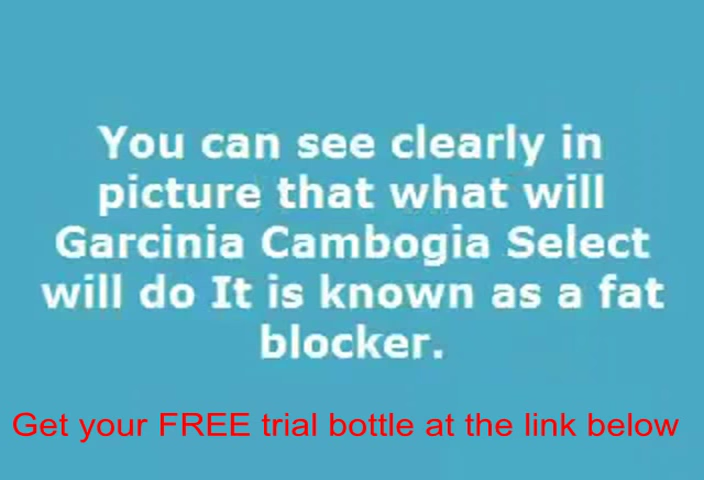 You can see clearly in
picture that what will
Garcinia Cambogia Select
will do It is known as a fat
blocker.
Get your FREE trial bottle at the link below